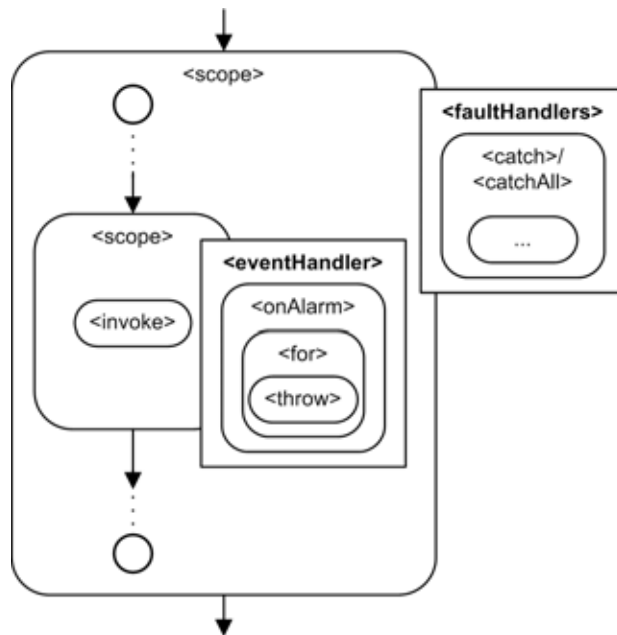 <scope>
<faultHandlers>
<catch>/
<catchAll>
...
<scope>
<eventHandler>
<onAlarm>
<invoke>
<for>
<throw>